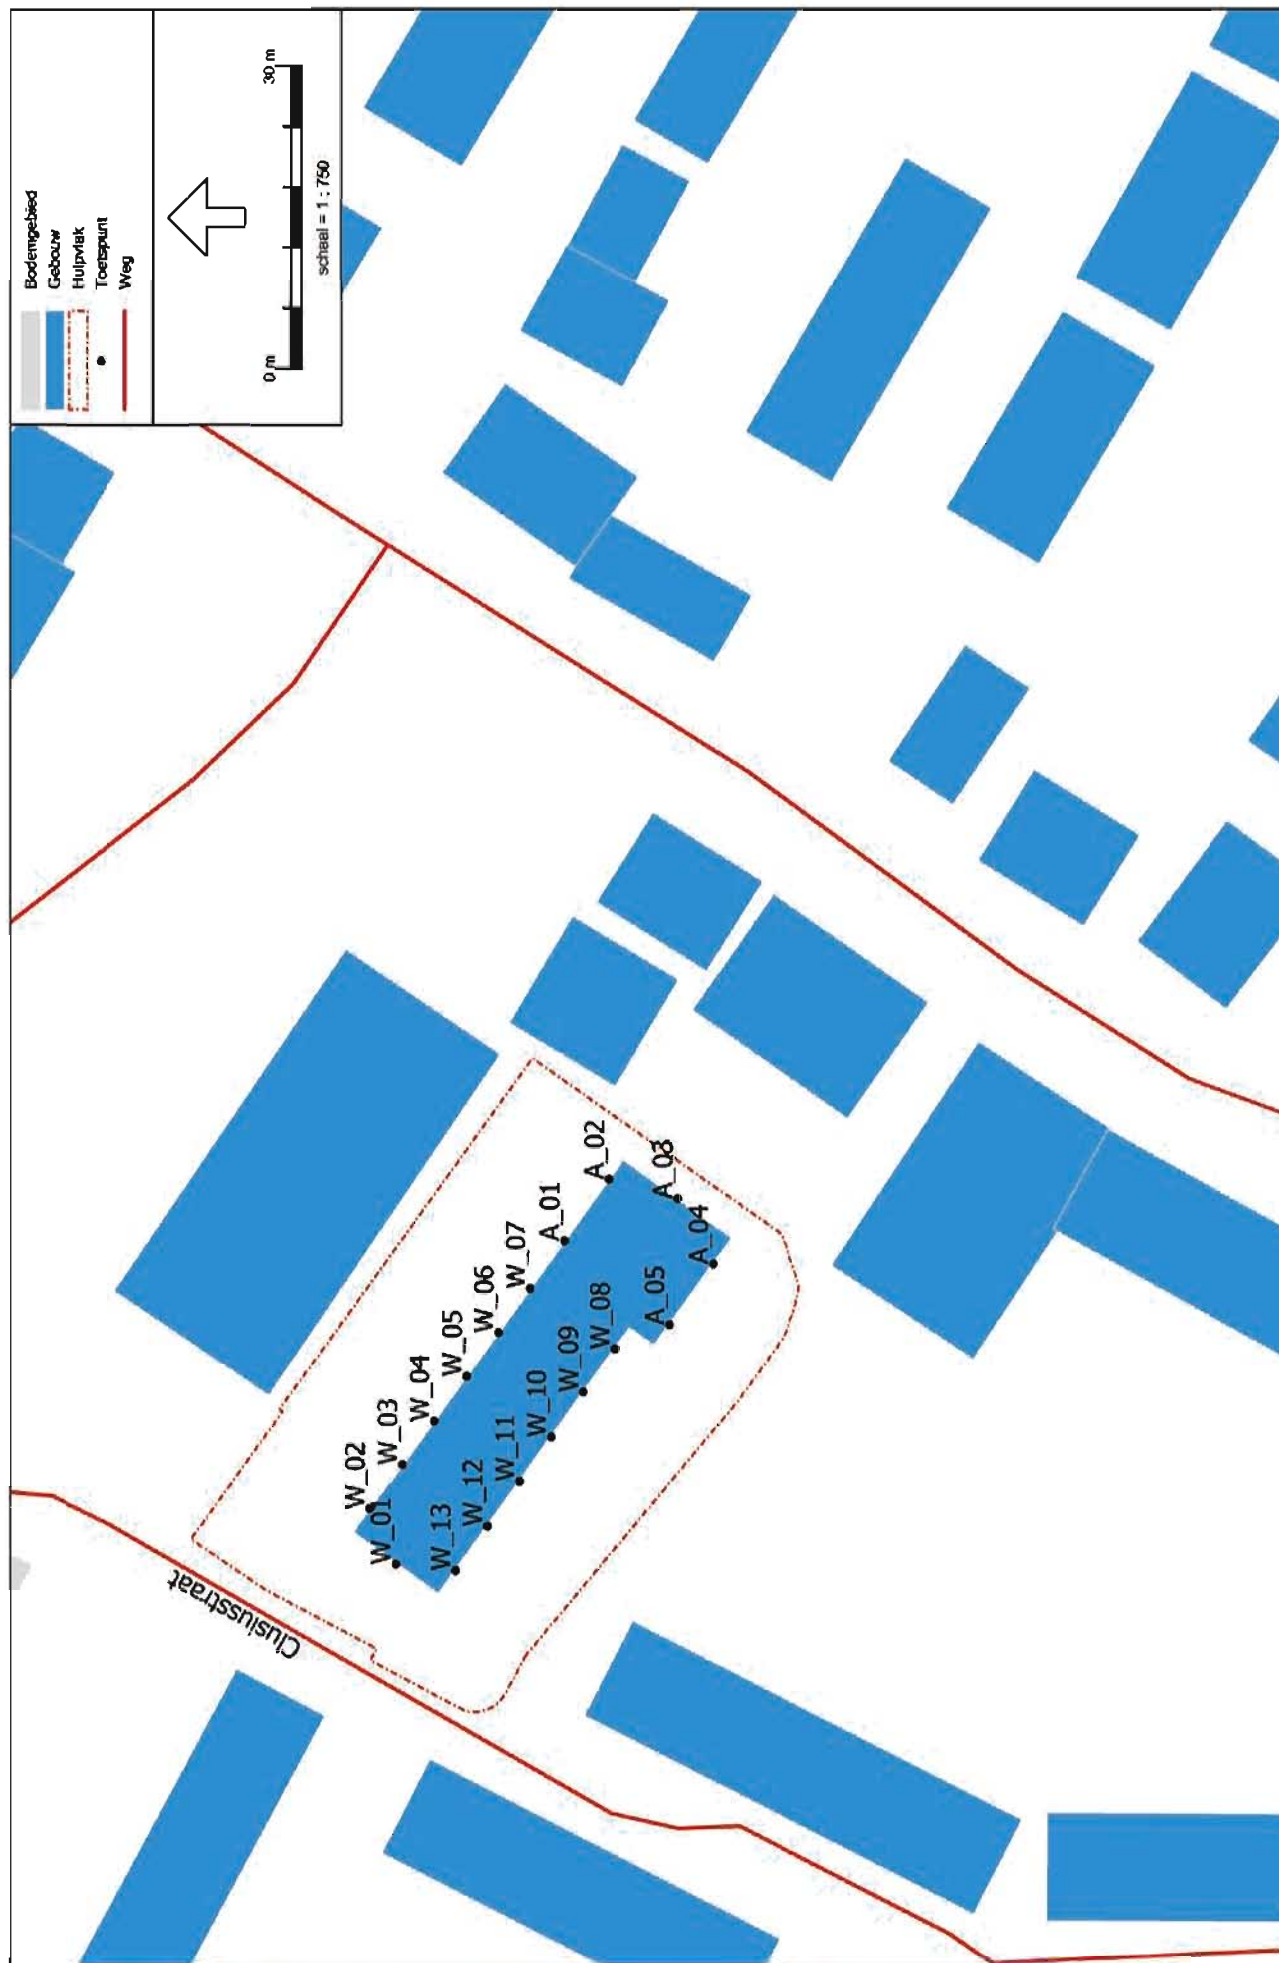 Bodemgebied
Gebouw
Hulpvlak
Toetspunt
Weg
0 m
30 m
schaal = 1 : 750
Clusiusstraat
W_01
W_02
W_03
W_04
W_05
W_06
W_07
A_01
A_02
A_03
A_04
A_05
W_08
W_09
W_10
W_11
W_12
W_13